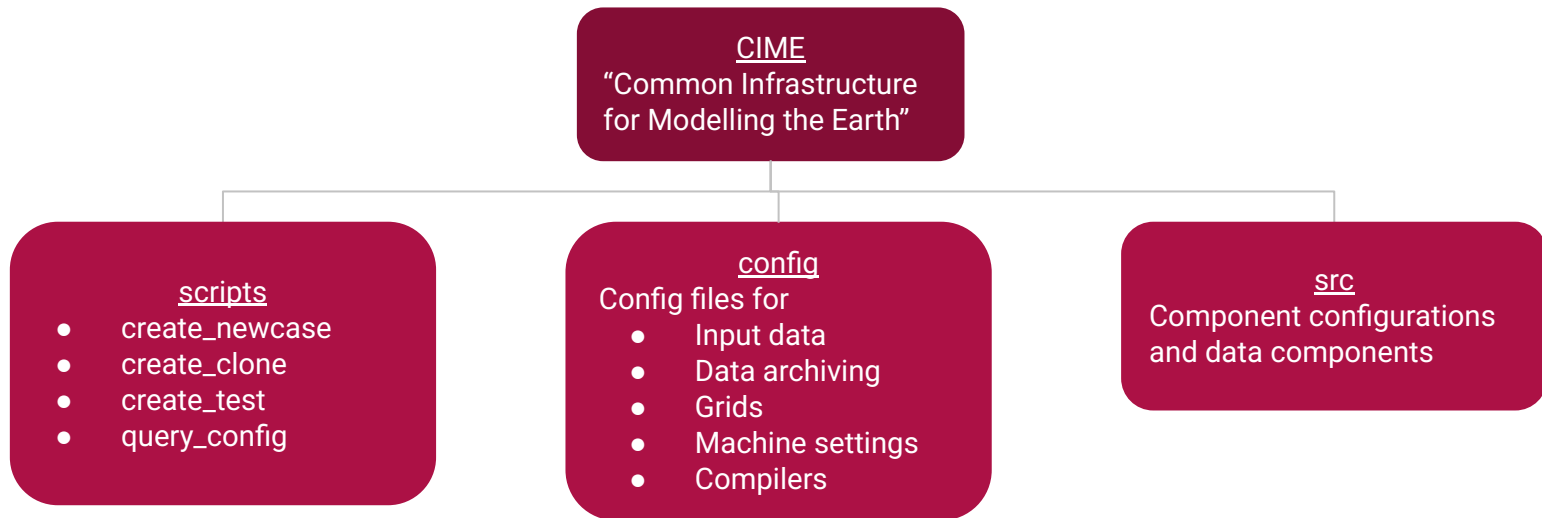 CIME
“Common Infrastructure
for Modelling the Earth”
scripts
● create_newcase
● create_clone
● create_test
● query_config
config
Config files for
● Input data
● Data archiving
● Grids
● Machine settings
● Compilers
src
Component configurations
and data components